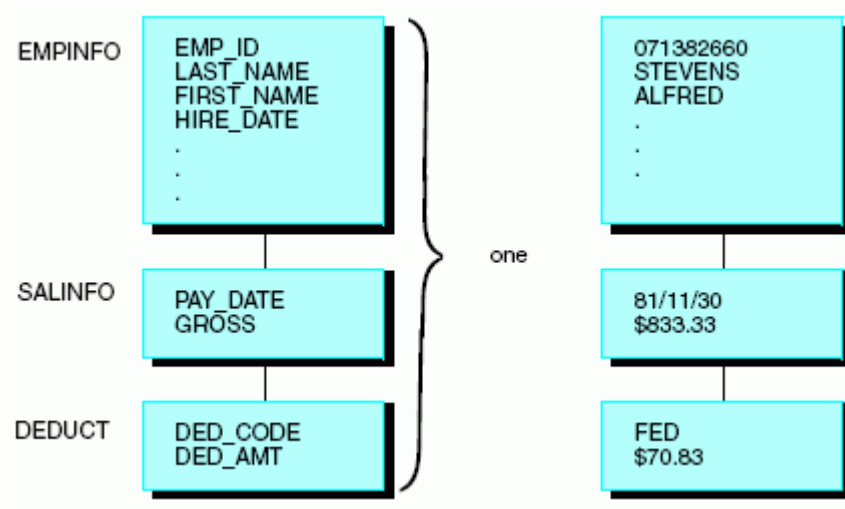 EMPINFO
EMP_ID
LAST_NAME
FIRST_NAME
HIRE_DATE
.
.
.
SALINFO
PAY_DATE
GROSS
DEDUCT
DED_CODE
DED_AMT
one
071382660
STEVENS
ALFRED
.
.
.
81/11/30
$833.33
FED
$70.83